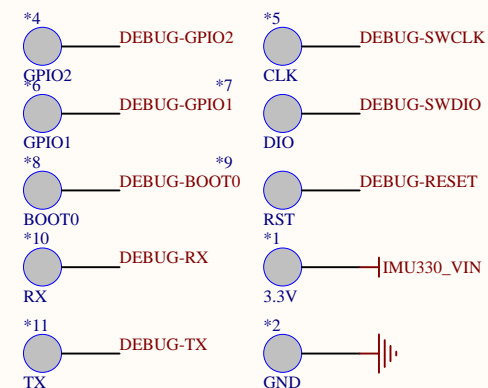 *4
DEBUG-GPIO2
GPIO2
*5
DEBUG-SWCLK
CLK
*6
DEBUG-GPIO1
GPIO1
*7
DEBUG-SWDIO
DIO
*8
DEBUG-BOOT0
BOOT0
*9
DEBUG-RESET
RST
*10
DEBUG-RX
RX
*1
IMU330_VIN
3.3V
*11
DEBUG-TX
TX
*2
GND